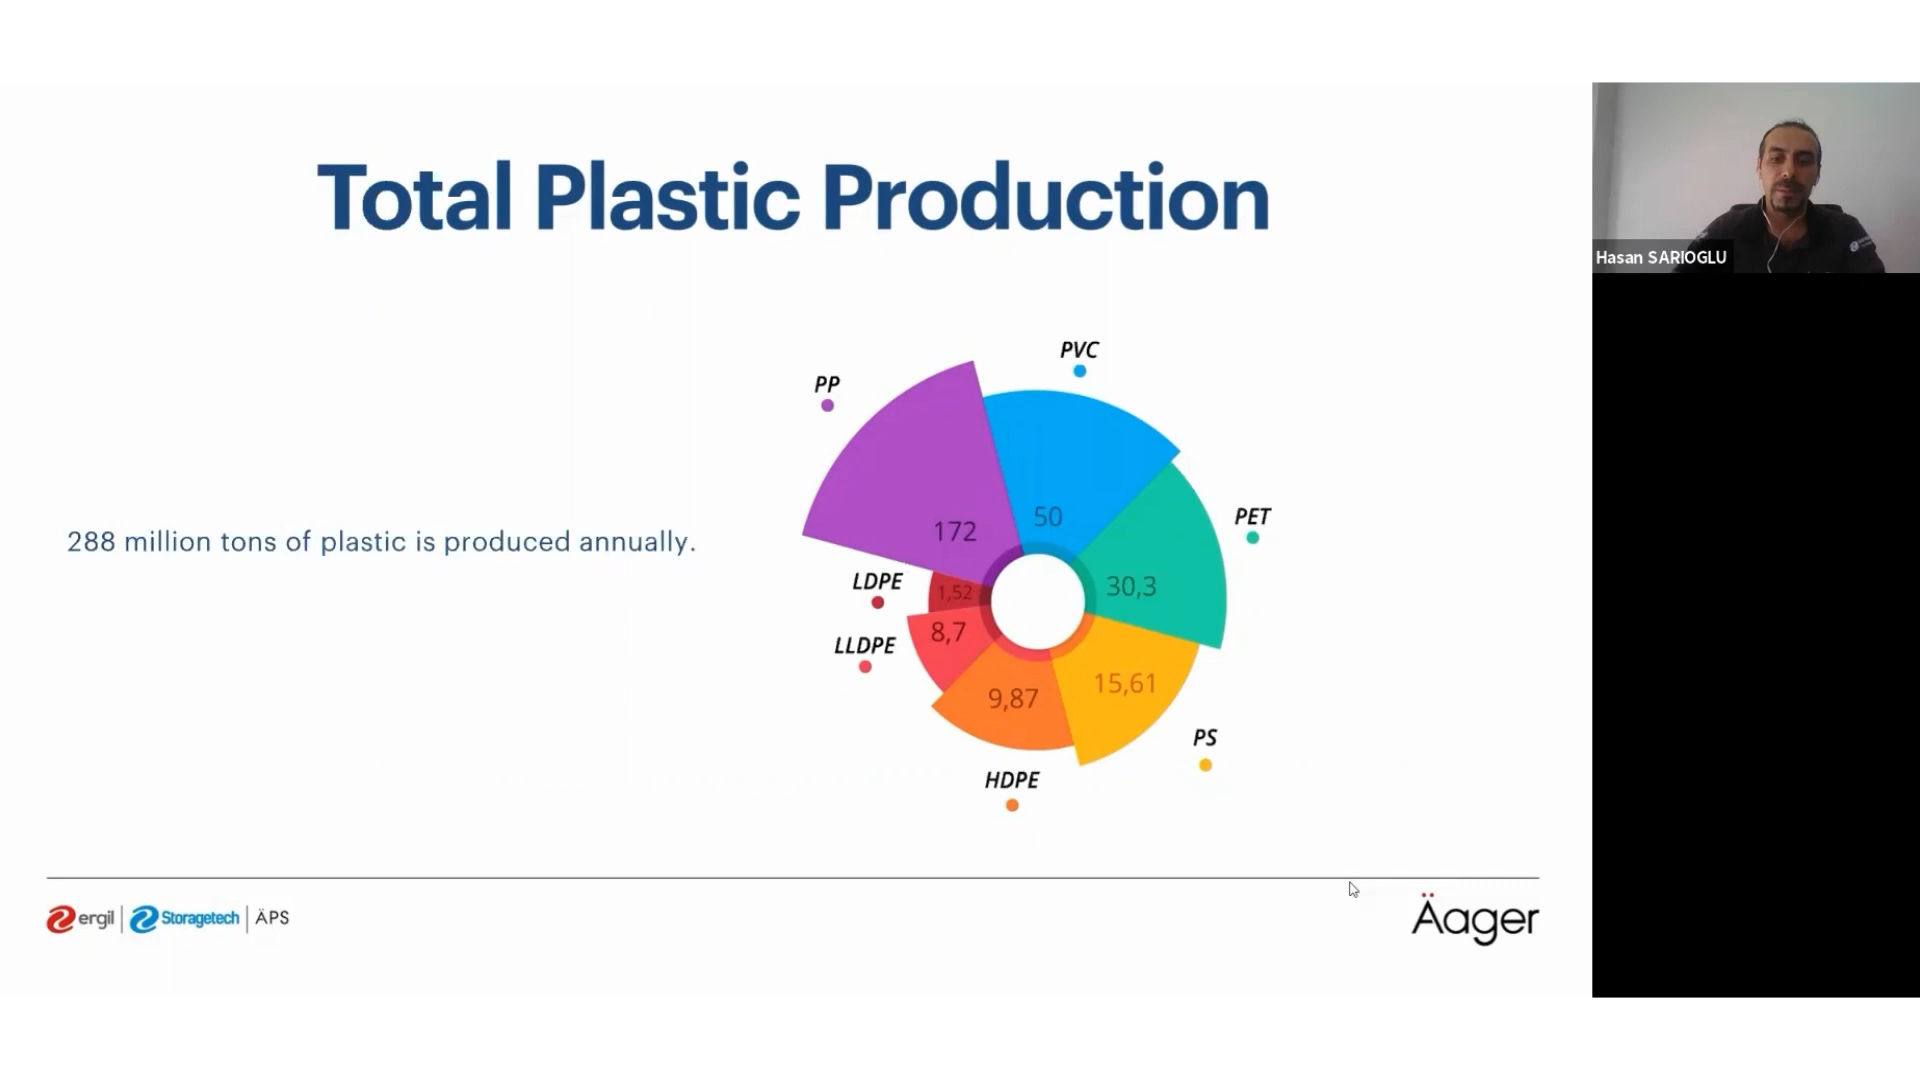 Total Plastic Production
Hasan SARIOGLU
288 million tons of plastic is produced annually.
PP
PVC
PET
PS
HDPE
LLDPE
LDPE
172
50
30,3
15,61
9,87
8,7
1,52
ergil | Storagetech | ÄPS
Äager